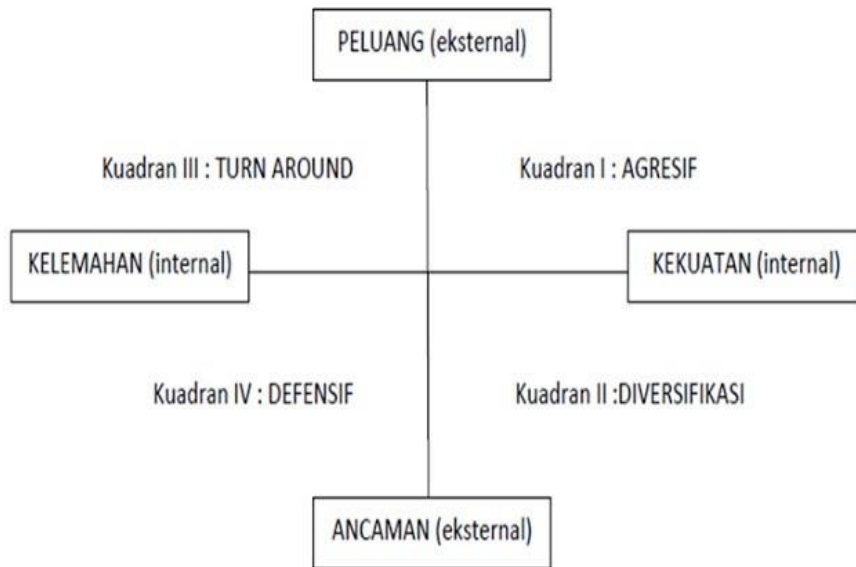 PELUANG (eksternal)
Kuadran III : TURN AROUND
Kuadran I : AGRESIF
KELEMAHAN (internal)
KEKUATAN (internal)
Kuadran IV : DEFENSIF
Kuadran II :DIVERSIFIKASI
ANCAMAN (eksternal)